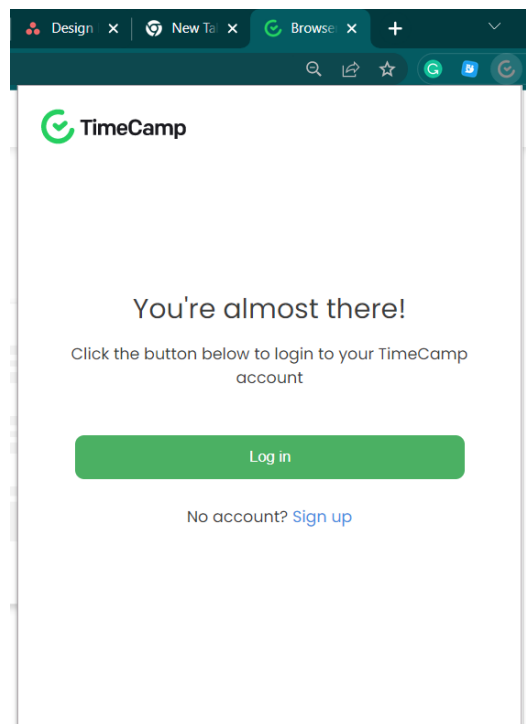 Design
New Ta
Browse
TimeCamp
You're almost there!
Click the button below to login to your TimeCamp
account
Log in
No account? Sign up